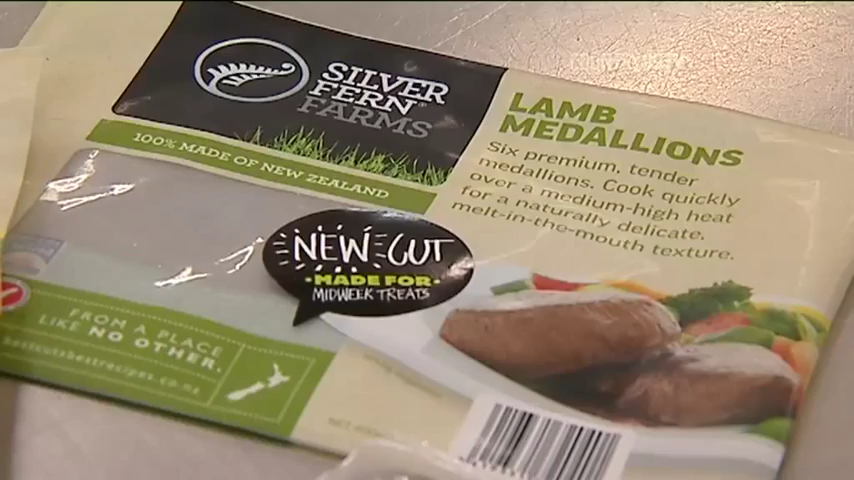 SILVER
FERN
FARMS
100% MADE OF NEW ZEALAND
LAMB
MEDALLIONS
Six premium, tender
medallions. Cook quickly
over a medium-high heat
for a naturally delicate,
melt-in-the-mouth texture.
NEW CUT
MADE FOR
MIDWEEK TREATS
FROM A PLACE
LIKE NO OTHER.